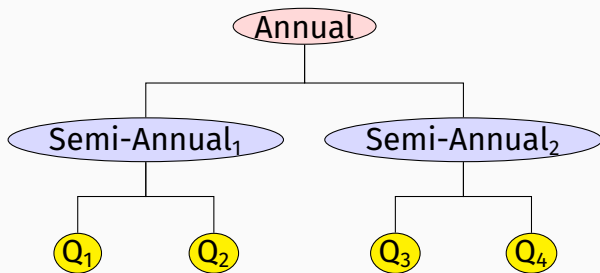 Annual
Semi-Annual₁ Semi-Annual₂
Q₁ Q₂ Q₃ Q₄